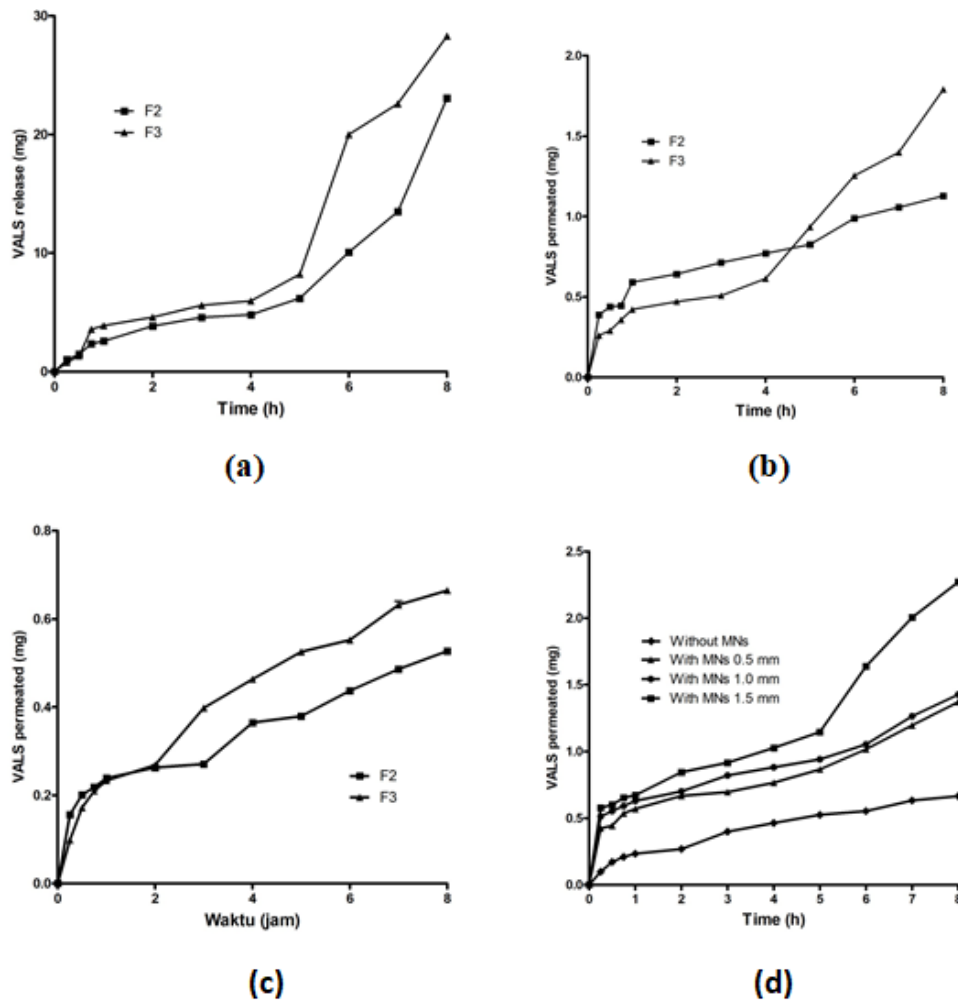 30
20
10
0
VALS release (mg)
F2
F3
0 2 4 6 8
Time (h)
(a)
2.0
1.5
1.0
0.5
0.0
VALS permeated (mg)
F2
F3
0 2 4 6 8
Time (h)
(b)
0.8
0.6
0.4
0.2
0.0
VALS permeated (mg)
F2
F3
0 2 4 6 8
Waktu (jam)
(c)
2.5
2.0
1.5
1.0
0.5
0.0
VALS permeated (mg)
Without MNs
With MNs 0.5 mm
With MNs 1.0 mm
With MNs 1.5 mm
0 1 2 3 4 5 6 7 8
Time (h)
(d)